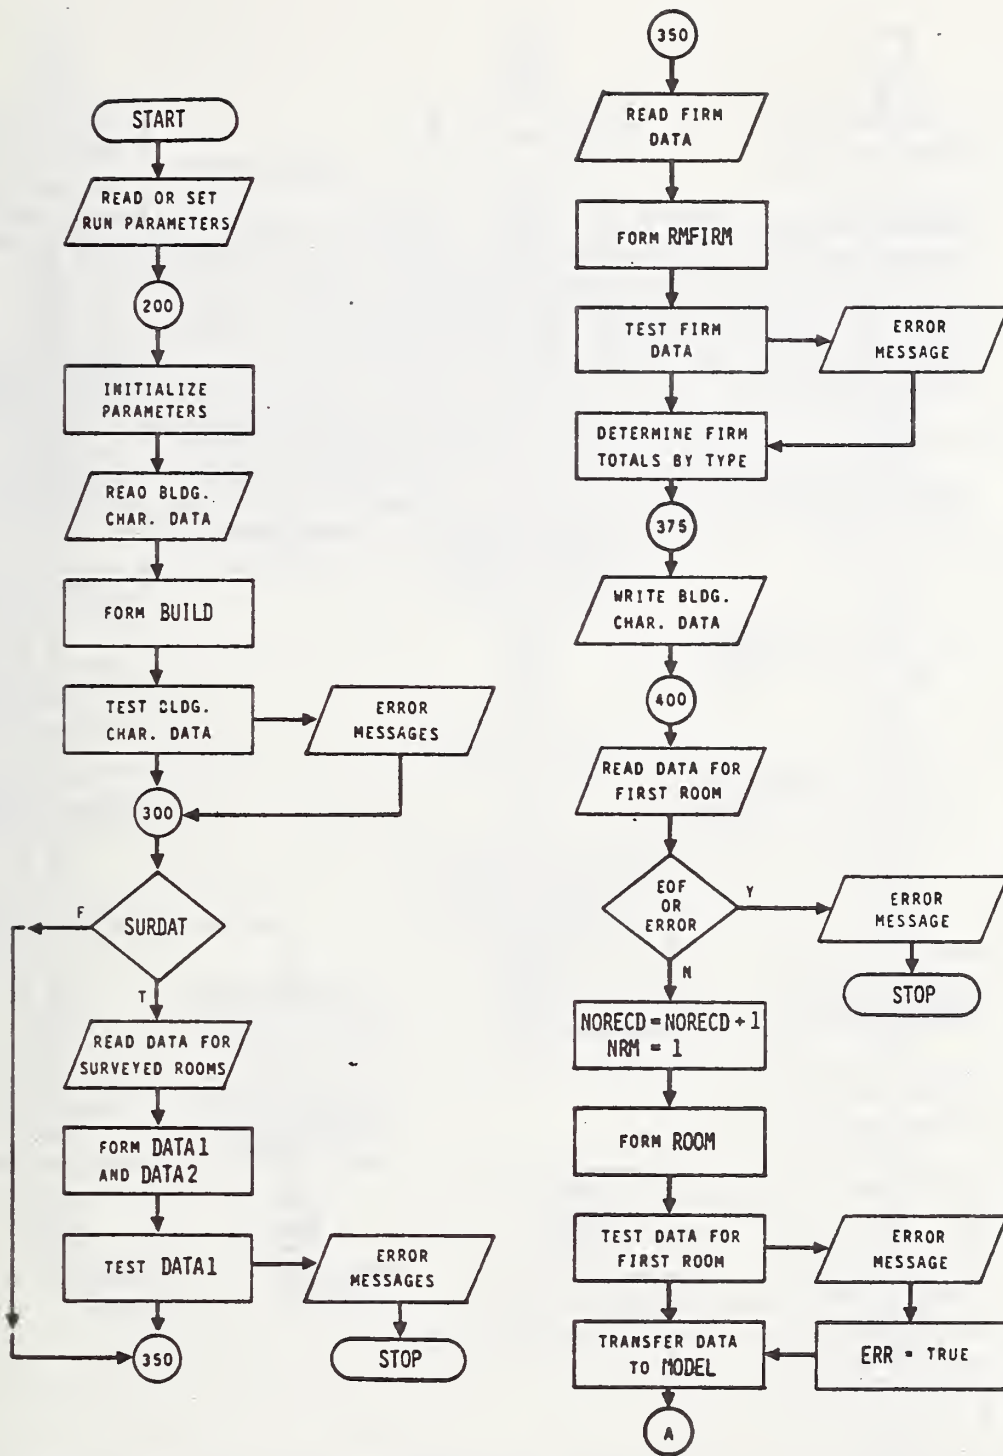 START
READ OR SET
RUN PARAMETERS
200
INITIALIZE
PARAMETERS
READ BLDG.
CHAR. DATA
FORM BUILD
TEST BLDG.
CHAR. DATA
ERROR
MESSAGES
300
SURDAT
F
T
READ DATA FOR
SURVEYED ROOMS
FORM DATA1
AND DATA2
TEST DATA1
ERROR
MESSAGES
350
STOP
350
READ FIRM
DATA
FORM RMFIRM
TEST FIRM
DATA
ERROR
MESSAGE
DETERMINE FIRM
TOTALS BY TYPE
375
WRITE BLDG.
CHAR. DATA
400
READ DATA FOR
FIRST ROOM
EOF
OR
ERROR
Y
ERROR
MESSAGE
STOP
N
NORECD = NORECD + 1
NRM = 1
FORM ROOM
TEST DATA FOR
FIRST ROOM
ERROR
MESSAGE
TRANSFER DATA
TO MODEL
ERR = TRUE
A